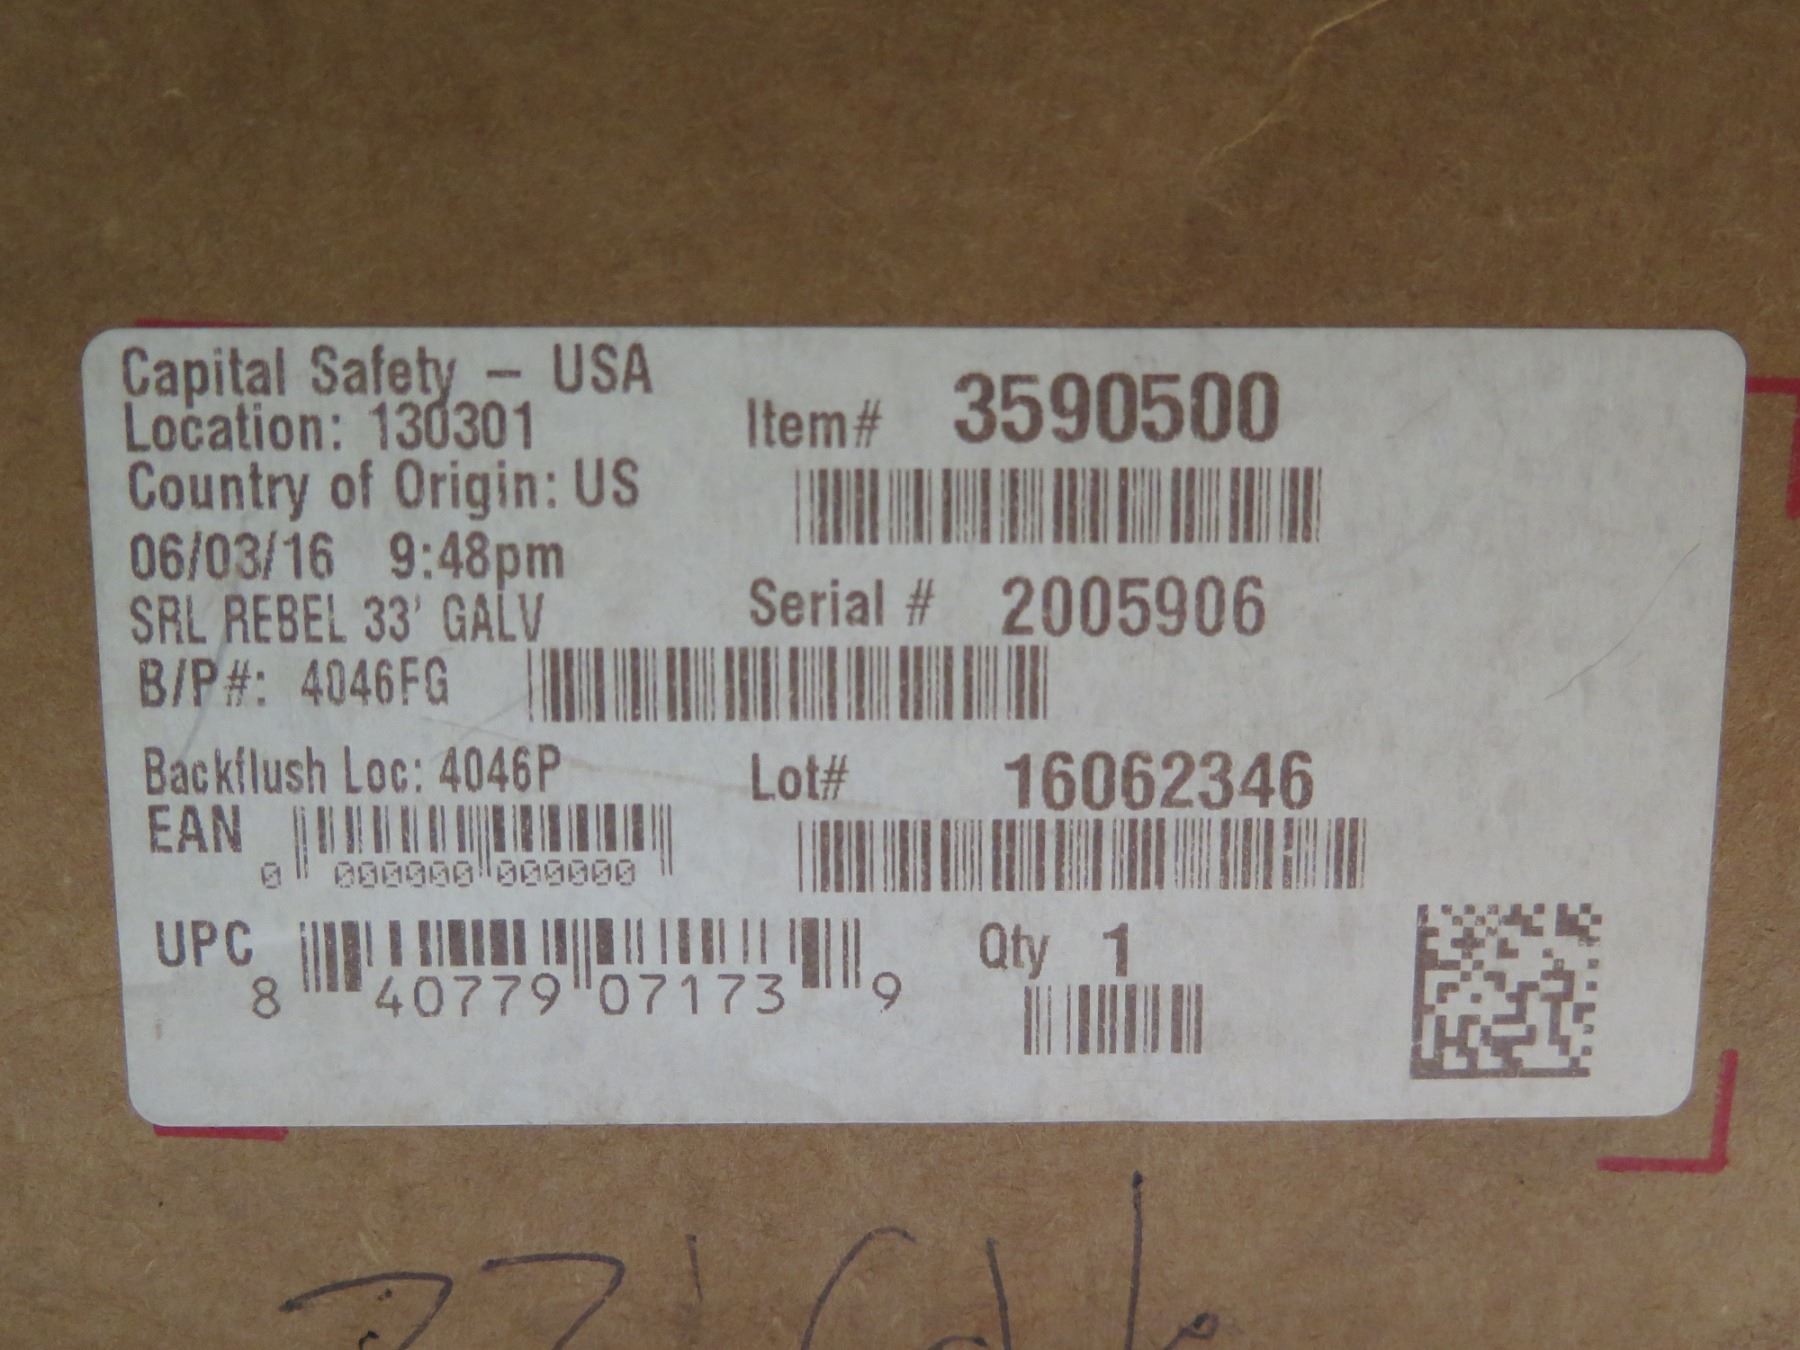 Capital Safety – USA
Location: 130301
Country of Origin: US
06/03/16 9:48pm
SRL REBEL 33' GALV
B/P#: 4046FG
Backflush Loc: 4046P
EAN
0 000000 000000
UPC
8 40779 07173 9
Item# 3590500
Serial # 2005906
Lot# 16062346
Qty 1